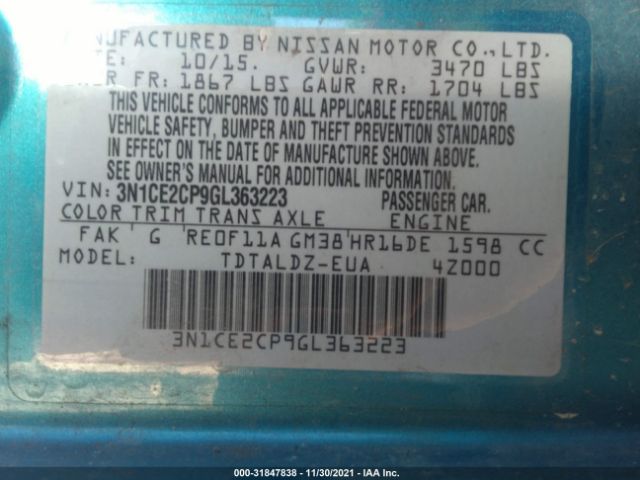 MANUFACTURED BY NISSAN MOTOR CO.,LTD.
10/15. GVWR: 3470 LBS
FR: 1867 LBS GAWR RR: 1704 LBS
THIS VEHICLE CONFORMS TO ALL APPLICABLE FEDERAL MOTOR
VEHICLE SAFETY, BUMPER AND THEFT PREVENTION STANDARDS
IN EFFECT ON THE DATE OF MANUFACTURE SHOWN ABOVE.
SEE OWNER'S MANUAL FOR ADDITIONAL INFORMATION.
VIN: 3N1CE2CP9GL363223 PASSENGER CAR.
COLOR TRIM TRANS AXLE ENGINE
FAK G RE0F11A GM38 HR16DE 1598 CC
MODEL: TDTALDZ-EUA 4Z000
3N1CE2CP9GL363223
000-31847838 - 11/30/2021 - IAA Inc.